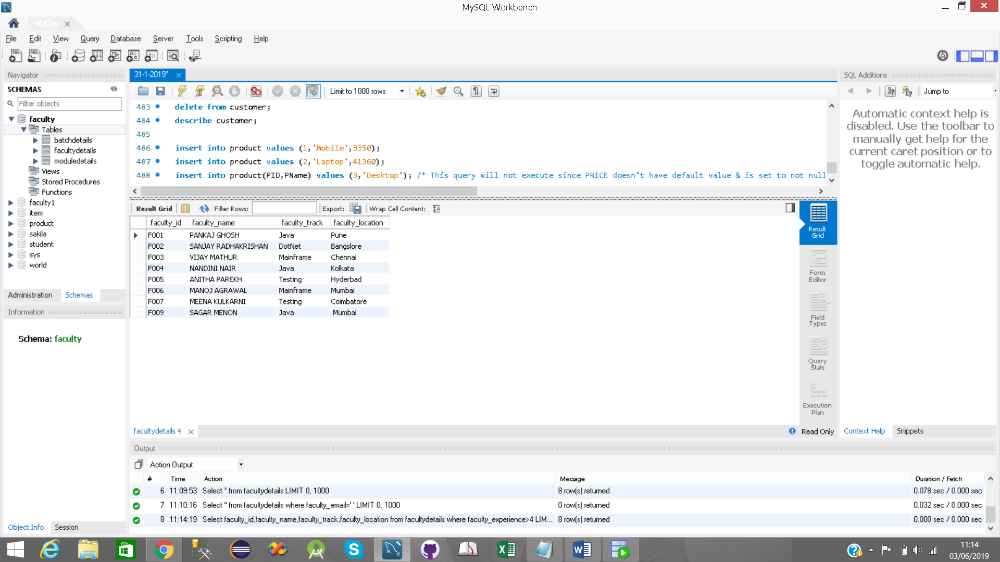 MySQL Workbench
MyCon
File Edit View Query Database Server Tools Scripting Help
Navigator
SCHEMAS
Filter objects
faculty
Tables
batchdetails
facultydetails
moduledetails
Views
Stored Procedures
Functions
faculty1
item
product
sakila
student
sys
world
Administration Schemas
Information
Schema: faculty
Object Info Session
31-1-2019*
Limit to 1000 rows
483 delete from customer;
484 describe customer;
485
486 insert into product values (1,'Mobile',3350);
487 insert into product values (2,'Laptop',41360);
488 insert into product(PID,PName) values (3,'Desktop'); /* This query will not execute since PRICE doesn't have default value & is set to not null
Result Grid Filter Rows: Export: Wrap Cell Content:
faculty_id faculty_name faculty_track faculty_location
F001 PANKAJ GHOSH Java Pune
F002 SANJAY RADHAKRISHAN DotNet Bangslore
F003 VIJAY MATHUR Mainframe Chennai
F004 NANDINI NAIR Java Kolkata
F005 ANITHA PAREKH Testing Hyderbad
F006 MANOJ AGRAWAL Mainframe Mumbai
F007 MEENA KULKARNI Testing Coimbatore
F009 SAGAR MENON Java Mumbai
Result
Grid
Form
Editor
Field
Types
Query
Stats
Execution
Plan
facultydetails 4
Read Only
SQL Additions
Jump to
Automatic context help is
disabled. Use the toolbar to
manually get help for the
current caret position or to
toggle automatic help.
Context Help Snippets
Output
Action Output
# Time Action Message Duration / Fetch
6 11:09:53 Select * from facultydetails LIMIT 0, 1000 8 row(s) returned 0.078 sec / 0.000 sec
7 11:10:16 Select * from facultydetails where faculty_email=' ' LIMIT 0, 1000 0 row(s) returned 0.032 sec / 0.000 sec
8 11:14:19 Select faculty_id,faculty_name,faculty_track,faculty_location from facultydetails where faculty_experience>4 LIM... 8 row(s) returned 0.000 sec / 0.000 sec
11:14
03/06/2019